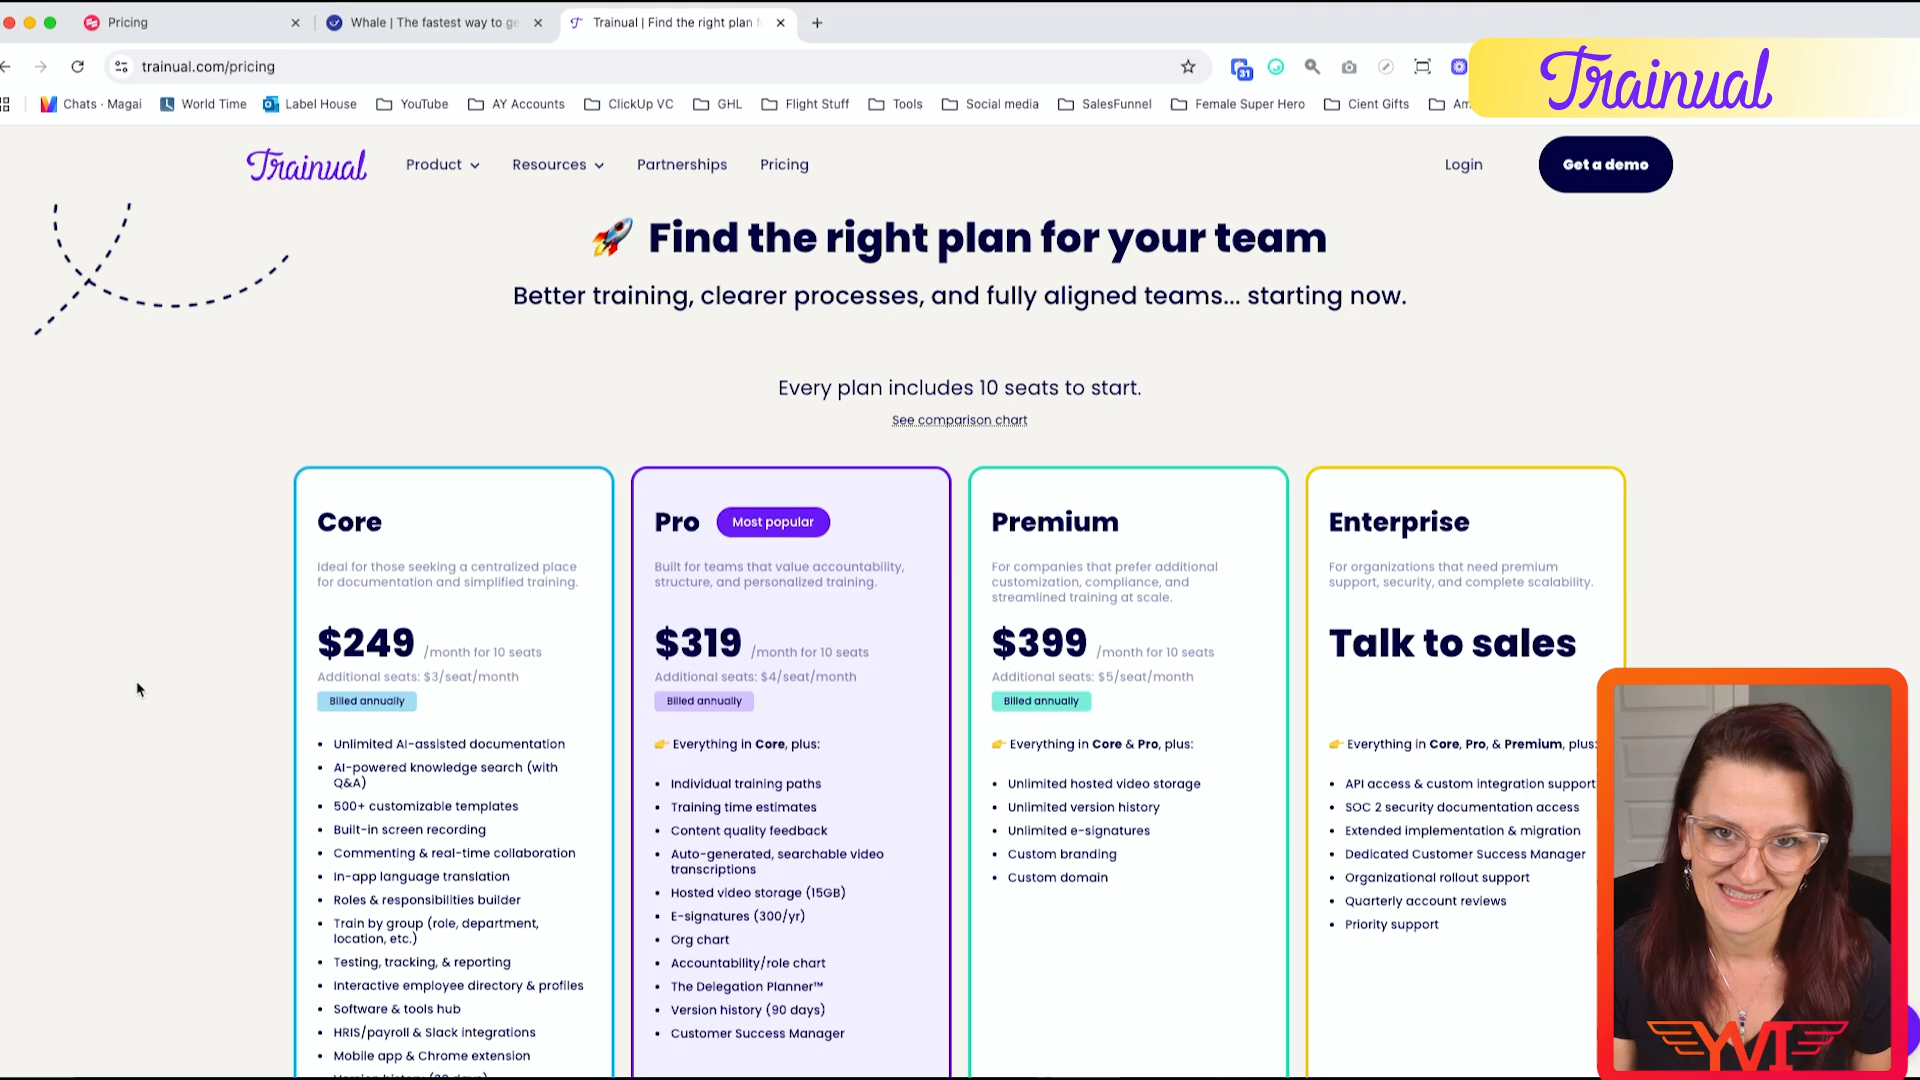 Pricing
Whale | The fastest way to ge
Trainual | Find the right plan f
trainual.com/pricing
31
Trainual
Chats · Magai
World Time
Label House
YouTube
AY Accounts
ClickUp VC
GHL
Flight Stuff
Tools
Social media
SalesFunnel
Female Super Hero
Cient Gifts
Am
Trainual
Product
Resources
Partnerships
Pricing
Login
Get a demo
🚀 Find the right plan for your team
Better training, clearer processes, and fully aligned teams... starting now.
Every plan includes 10 seats to start.
See comparison chart
Core
Ideal for those seeking a centralized place
for documentation and simplified training.
$249 /month for 10 seats
Additional seats: $3/seat/month
Billed annually
• Unlimited AI-assisted documentation
• AI-powered knowledge search (with
Q&A)
• 500+ customizable templates
• Built-in screen recording
• Commenting & real-time collaboration
• In-app language translation
• Roles & responsibilities builder
• Train by group (role, department,
location, etc.)
• Testing, tracking, & reporting
• Interactive employee directory & profiles
• Software & tools hub
• HRIS/payroll & Slack integrations
• Mobile app & Chrome extension
Pro
Most popular
Built for teams that value accountability,
structure, and personalized training.
$319 /month for 10 seats
Additional seats: $4/seat/month
Billed annually
👉 Everything in Core, plus:
• Individual training paths
• Training time estimates
• Content quality feedback
• Auto-generated, searchable video
transcriptions
• Hosted video storage (15GB)
• E-signatures (300/yr)
• Org chart
• Accountability/role chart
• The Delegation Planner™
• Version history (90 days)
• Customer Success Manager
Premium
For companies that prefer additional
customization, compliance, and
streamlined training at scale.
$399 /month for 10 seats
Additional seats: $5/seat/month
Billed annually
👉 Everything in Core & Pro, plus:
• Unlimited hosted video storage
• Unlimited version history
• Unlimited e-signatures
• Custom branding
• Custom domain
Enterprise
For organizations that need premium
support, security, and complete scalability.
Talk to sales
👉 Everything in Core, Pro, & Premium, plus:
• API access & custom integration support
• SOC 2 security documentation access
• Extended implementation & migration
• Dedicated Customer Success Manager
• Organizational rollout support
• Quarterly account reviews
• Priority support
YVI